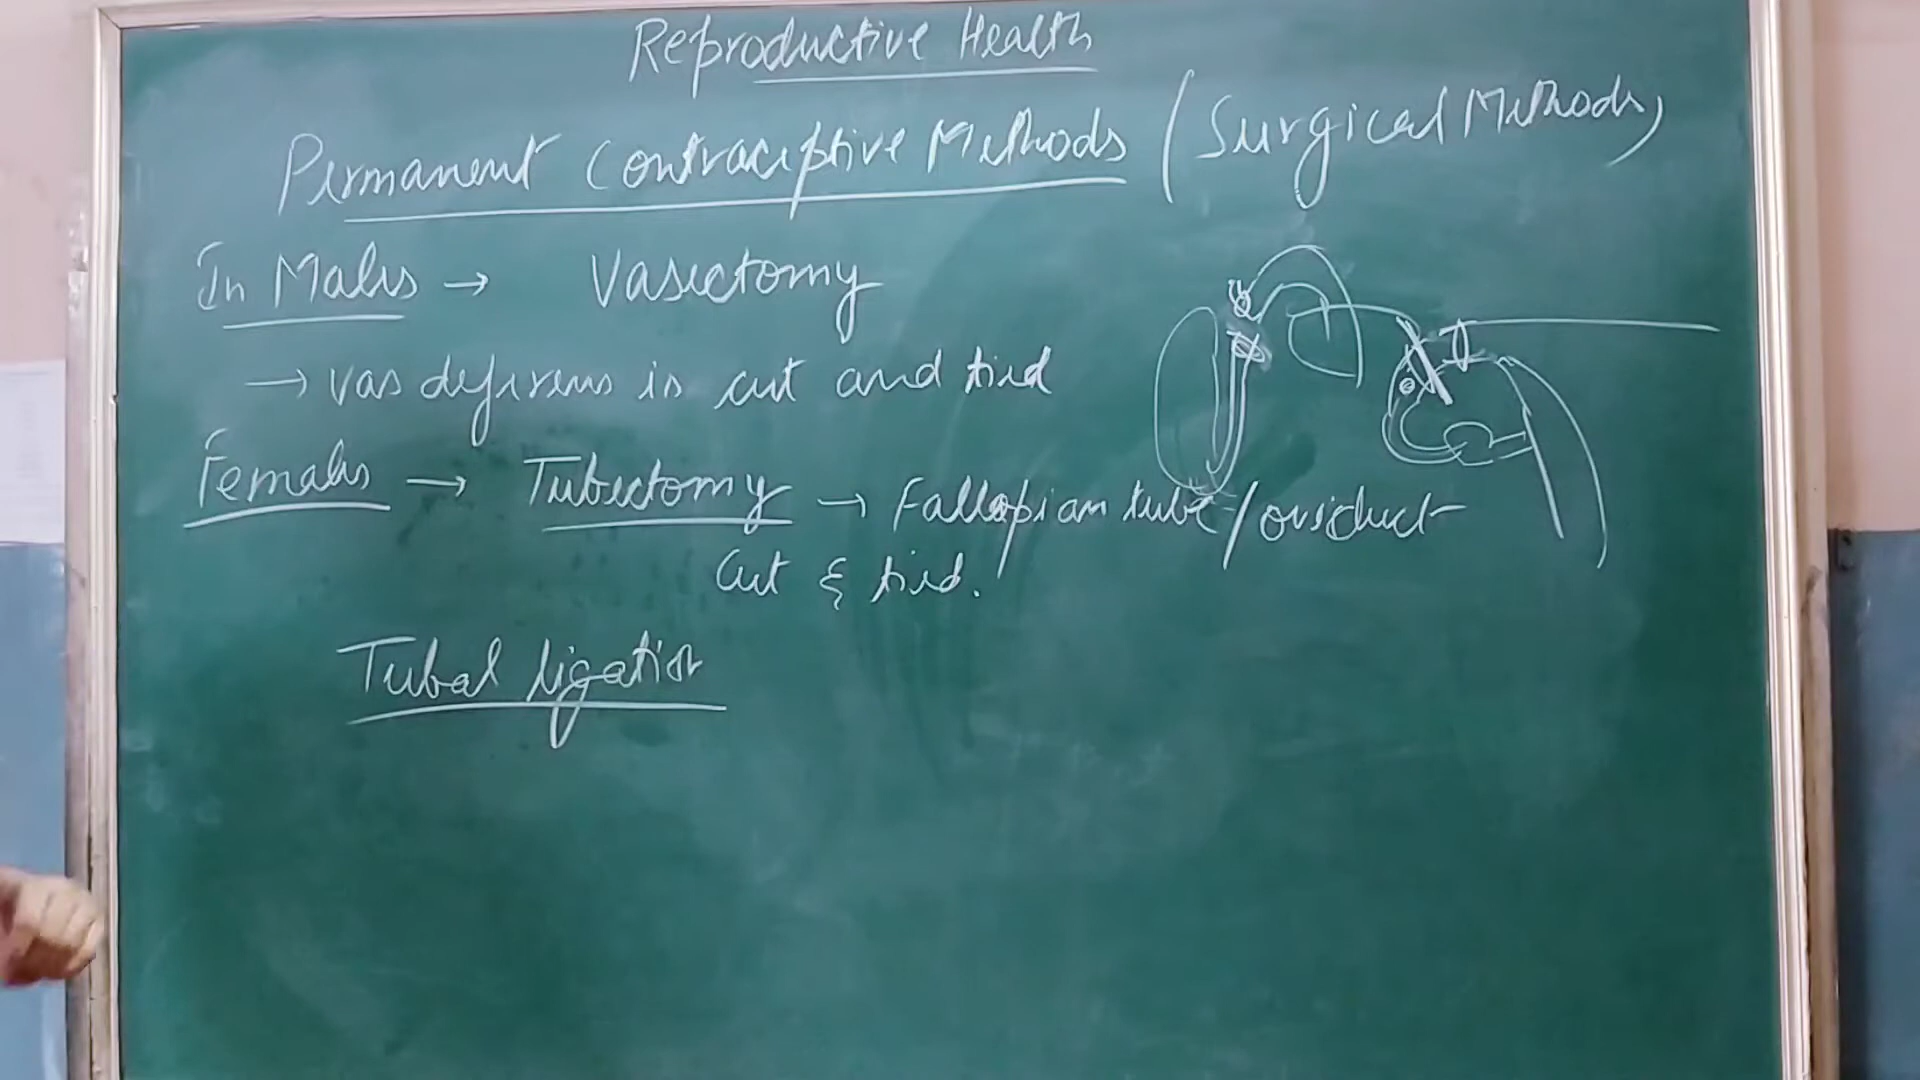 Reproductive Health
Permanent Contraceptive Methods (Surgical Methods)
In Males → Vasectomy
→ vas deferens is cut and tied
Females → Tubectomy → Fallopian tube / oviduct
Cut & tied.
Tubal ligation